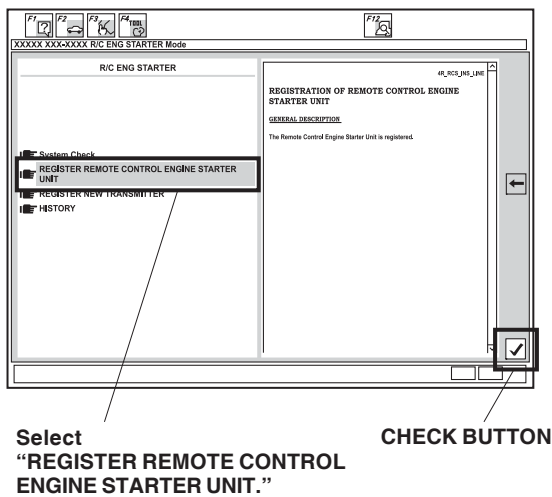 F1 F2 F3 F4 TOOL F12
?
XXXXX XXX-XXXX R/C ENG STARTER Mode
R/C ENG STARTER
System Check
REGISTER REMOTE CONTROL ENGINE STARTER
UNIT
REGISTER NEW TRANSMITTER
HISTORY
4R_RCS_INS_LINE
REGISTRATION OF REMOTE CONTROL ENGINE
STARTER UNIT
GENERAL DESCRIPTION
The Remote Control Engine Starter Unit is registered.
Select
“REGISTER REMOTE CONTROL
ENGINE STARTER UNIT.”
CHECK BUTTON